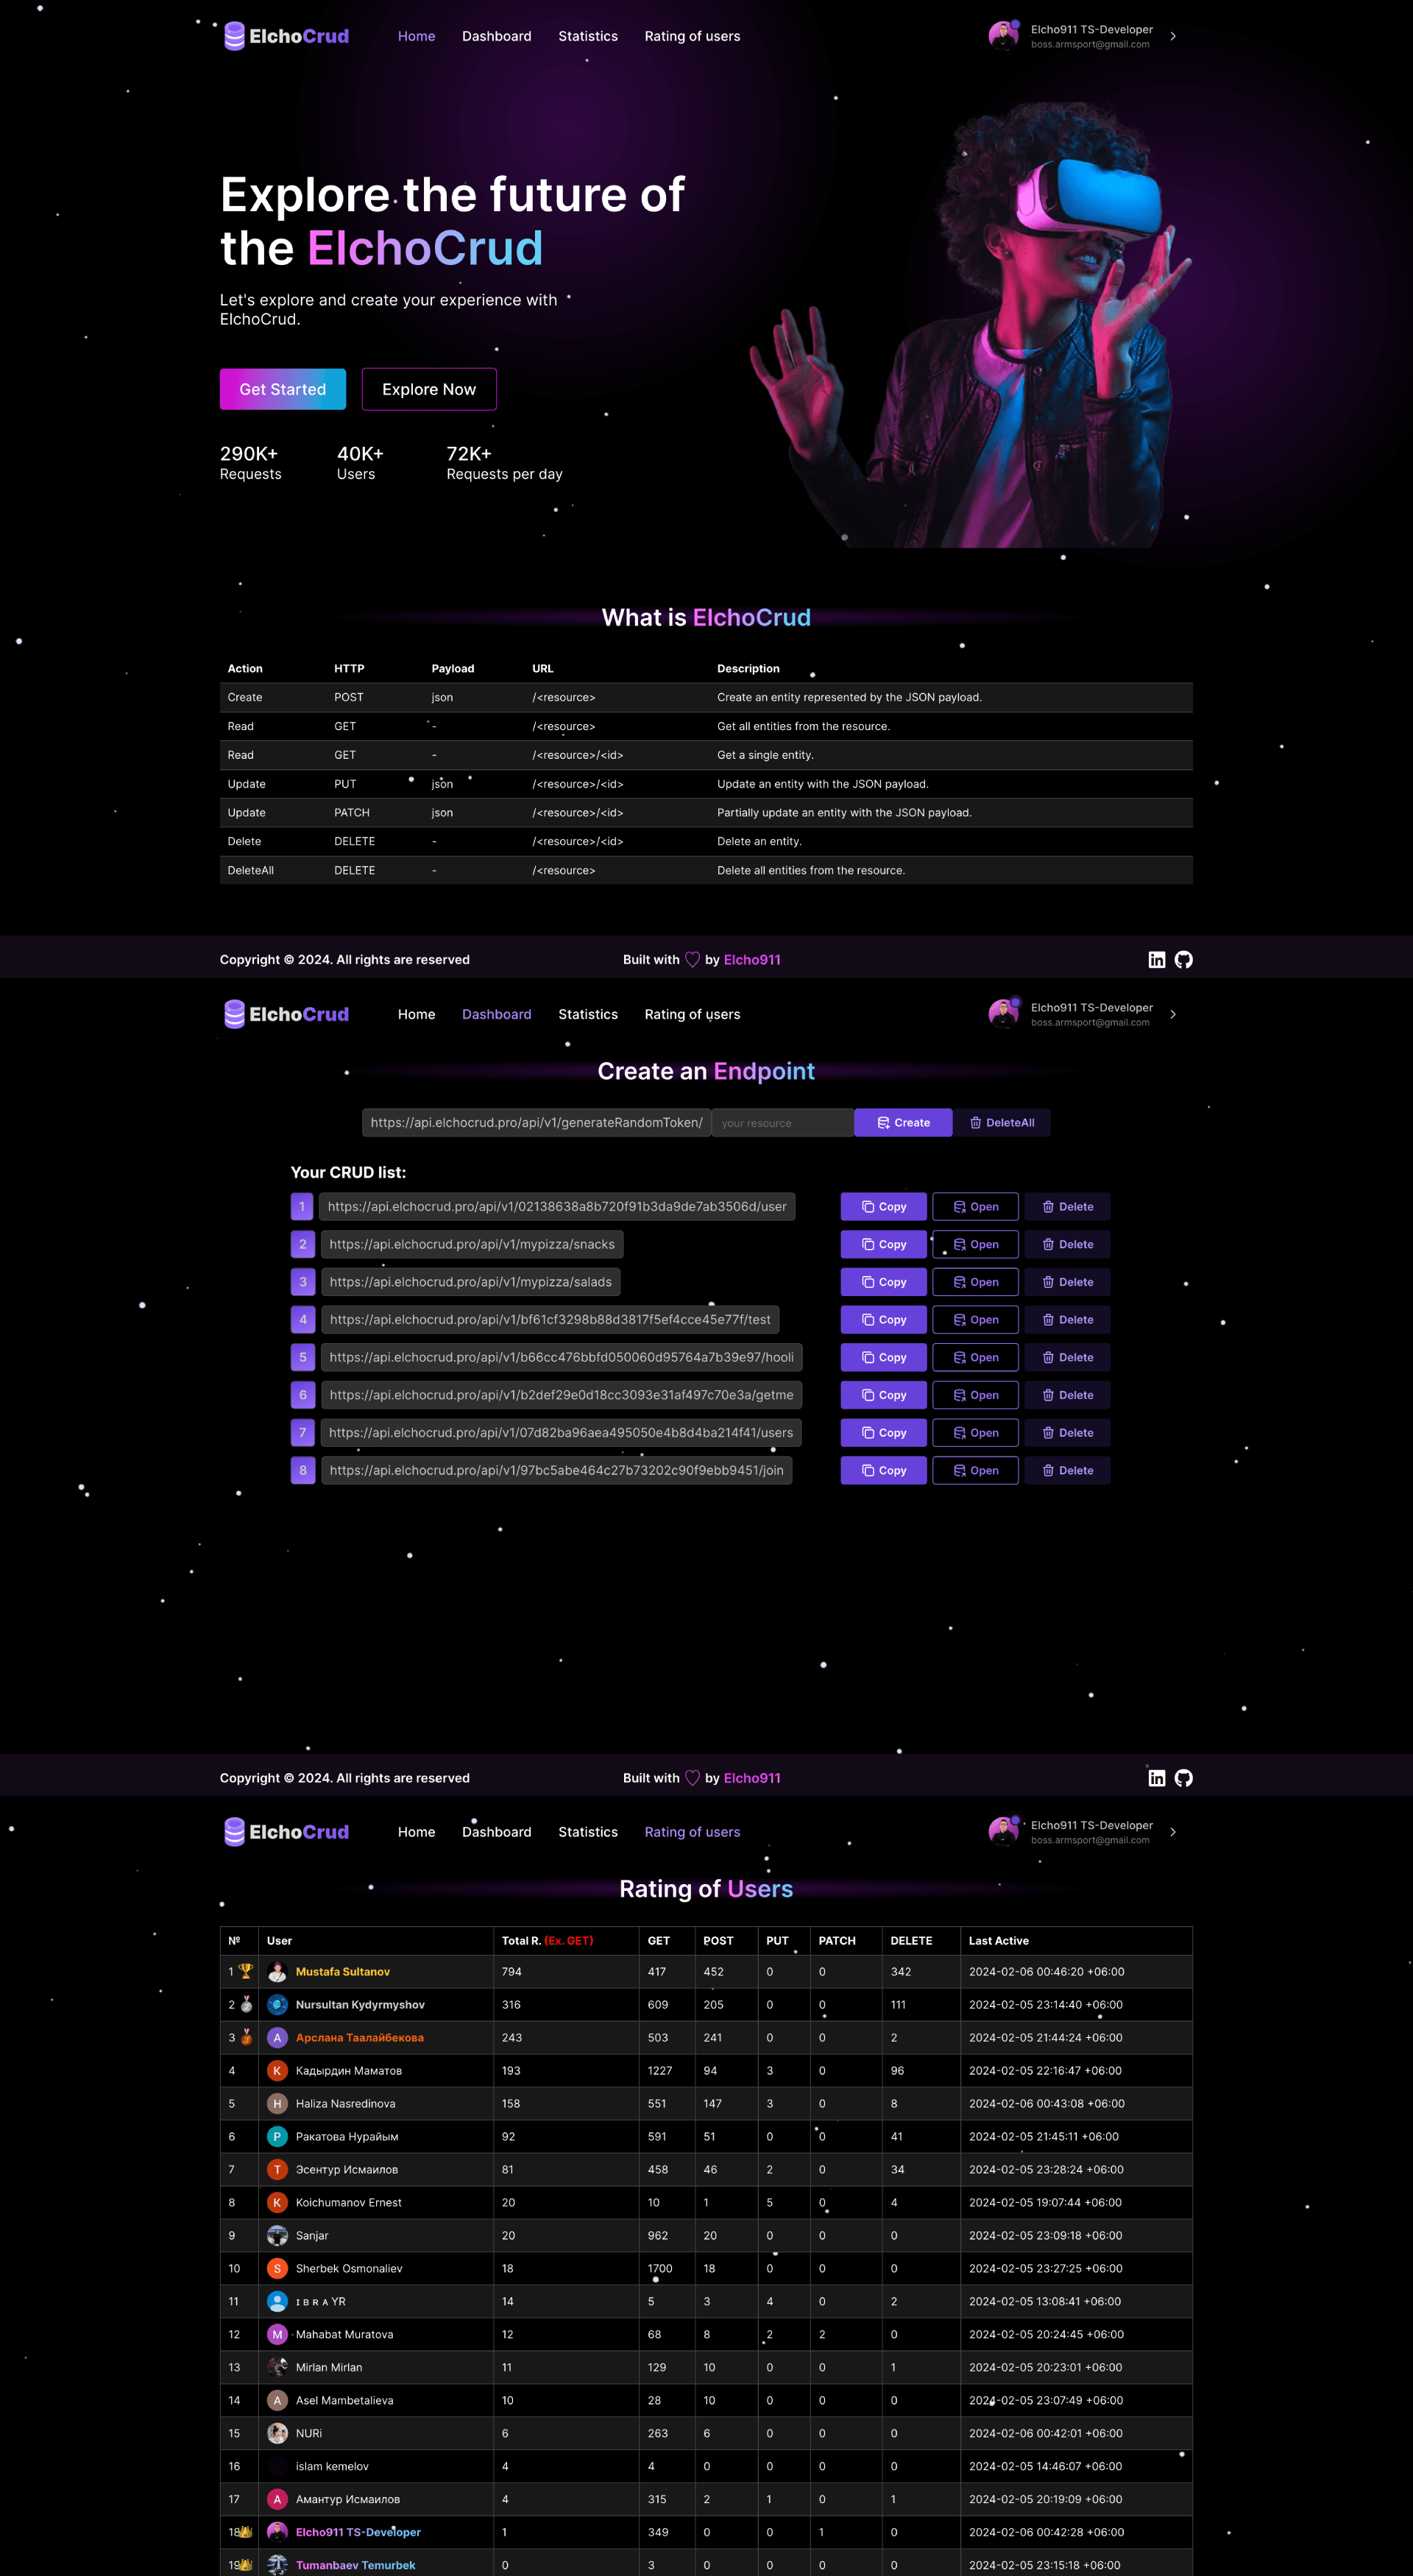 ElchoCrud Home Dashboard Statistics Rating of users Elcho911 TS-Developer
boss.armsport@gmail.com
Explore the future of
the ElchoCrud
Let's explore and create your experience with
ElchoCrud.
Get Started Explore Now
290K+ 40K+ 72K+
Requests Users Requests per day
What is ElchoCrud
Action HTTP Payload URL Description
Create POST json /<resource> Create an entity represented by the JSON payload.
Read GET - /<resource> Get all entities from the resource.
Read GET - /<resource>/<id> Get a single entity.
Update PUT json /<resource>/<id> Update an entity with the JSON payload.
Update PATCH json /<resource>/<id> Partially update an entity with the JSON payload.
Delete DELETE - /<resource>/<id> Delete an entity.
DeleteAll DELETE - /<resource> Delete all entities from the resource.
Copyright © 2024. All rights are reserved Built with by Elcho911
ElchoCrud Home Dashboard Statistics Rating of users Elcho911 TS-Developer
boss.armsport@gmail.com
Create an Endpoint
https://api.elchocrud.pro/api/v1/generateRandomToken/ your resource Create DeleteAll
Your CRUD list:
1 https://api.elchocrud.pro/api/v1/02138638a8b720f91b3da9de7ab3506d/user Copy Open Delete
2 https://api.elchocrud.pro/api/v1/mypizza/snacks Copy Open Delete
3 https://api.elchocrud.pro/api/v1/mypizza/salads Copy Open Delete
4 https://api.elchocrud.pro/api/v1/bf61cf3298b88d3817f5ef4cce45e77f/test Copy Open Delete
5 https://api.elchocrud.pro/api/v1/b66cc476bbfd050060d95764a7b39e97/hooli Copy Open Delete
6 https://api.elchocrud.pro/api/v1/b2def29e0d18cc3093e31af497c70e3a/getme Copy Open Delete
7 https://api.elchocrud.pro/api/v1/07d82ba96aea495050e4b8d4ba214f41/users Copy Open Delete
8 https://api.elchocrud.pro/api/v1/97bc5abe464c27b73202c90f9ebb9451/join Copy Open Delete
Copyright © 2024. All rights are reserved Built with by Elcho911
ElchoCrud Home Dashboard Statistics Rating of users Elcho911 TS-Developer
boss.armsport@gmail.com
Rating of Users
№ User Total R. (Ex. GET) GET POST PUT PATCH DELETE Last Active
1 Mustafa Sultanov 794 417 452 0 0 342 2024-02-06 00:46:20 +06:00
2 Nursultan Kydyrmyshov 316 609 205 0 0 111 2024-02-05 23:14:40 +06:00
3 A Арслана Таалайбекова 243 503 241 0 0 2 2024-02-05 21:44:24 +06:00
4 K Кадырдин Маматов 193 1227 94 3 0 96 2024-02-05 22:16:47 +06:00
5 H Haliza Nasredinova 158 551 147 3 0 8 2024-02-06 00:43:08 +06:00
6 P Ракатова Нурайым 92 591 51 0 0 41 2024-02-05 21:45:11 +06:00
7 T Эсентур Исмаилов 81 458 46 2 0 34 2024-02-05 23:28:24 +06:00
8 K Koichumanov Ernest 20 10 1 5 0 4 2024-02-05 19:07:44 +06:00
9 Sanjar 20 962 20 0 0 0 2024-02-05 23:09:18 +06:00
10 S Sherbek Osmonaliev 18 1700 18 0 0 0 2024-02-05 23:27:25 +06:00
11 ɪ ʙ ʀ ᴀ YR 14 5 3 4 0 2 2024-02-05 13:08:41 +06:00
12 M Mahabat Muratova 12 68 8 2 2 0 2024-02-05 20:24:45 +06:00
13 Mirlan Mirlan 11 129 10 0 0 1 2024-02-05 20:23:01 +06:00
14 A Asel Mambetalieva 10 28 10 0 0 0 2024-02-05 23:07:49 +06:00
15 NURi 6 263 6 0 0 0 2024-02-06 00:42:01 +06:00
16 islam kemelov 4 4 0 0 0 0 2024-02-05 14:46:07 +06:00
17 A Амантур Исмаилов 4 315 2 1 0 1 2024-02-05 20:19:09 +06:00
18 Elcho911 TS-Developer 1 349 0 0 1 0 2024-02-06 00:42:28 +06:00
19 Tumanbaev Temurbek 0 3 0 0 0 0 2024-02-05 23:15:18 +06:00